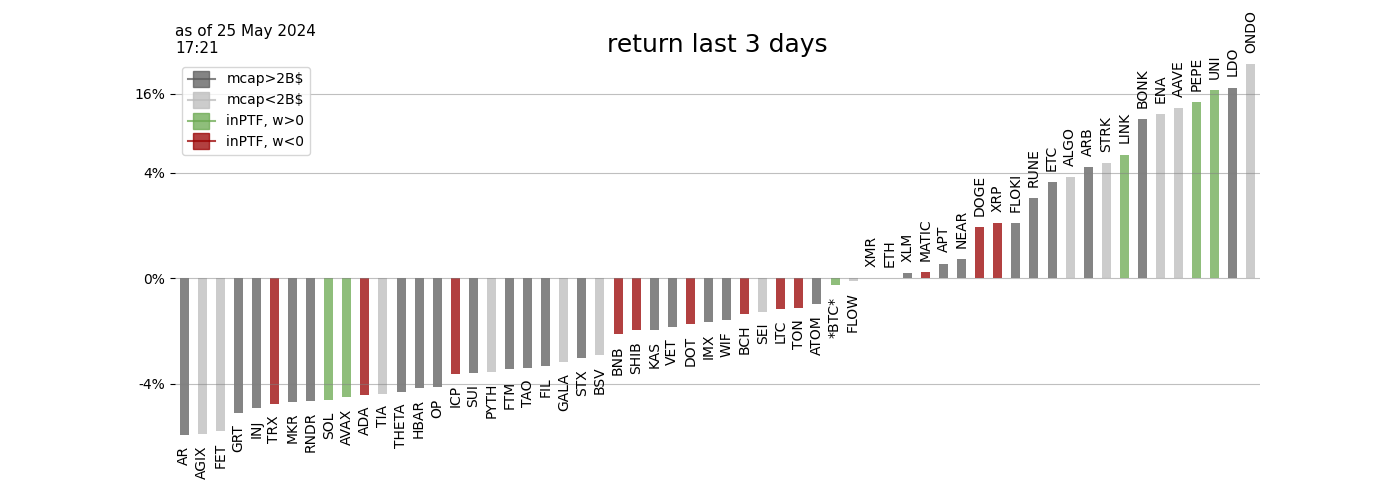 as of 25 May 2024
17:21
return last 3 days
mcap>2B$
mcap<2B$
inPTF, w>0
inPTF, w<0
16%
4%
0%
-4%
AR
AGIX
FET
GRT
INJ
TRX
MKR
RNDR
SOL
AVAX
ADA
TIA
THETA
HBAR
OP
ICP
SUI
PYTH
FTM
TAO
FIL
GALA
STX
BSV
BNB
SHIB
KAS
VET
DOT
IMX
WIF
BCH
SEI
LTC
TON
ATOM
*BTC*
FLOW
XMR
ETH
XLM
MATIC
APT
NEAR
DOGE
XRP
FLOKI
RUNE
ETC
ALGO
ARB
STRK
LINK
BONK
ENA
AAVE
PEPE
UNI
LDO
ONDO